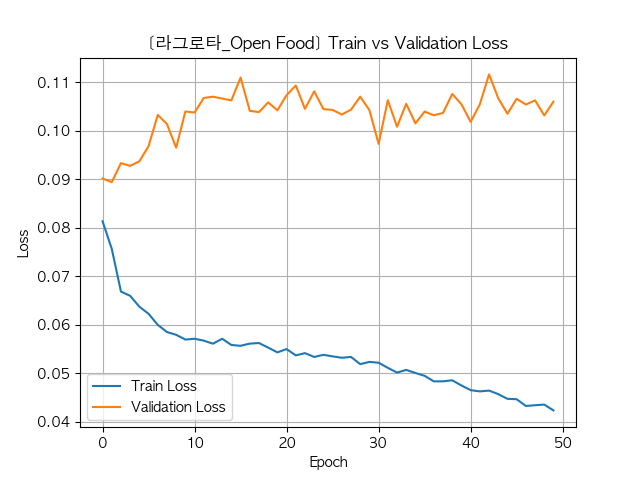 [라그로타_Open Food] Train vs Validation Loss
0.11
0.10
0.09
0.08
0.07
0.06
0.05
0.04
Loss
Train Loss
Validation Loss
0 10 20 30 40 50
Epoch